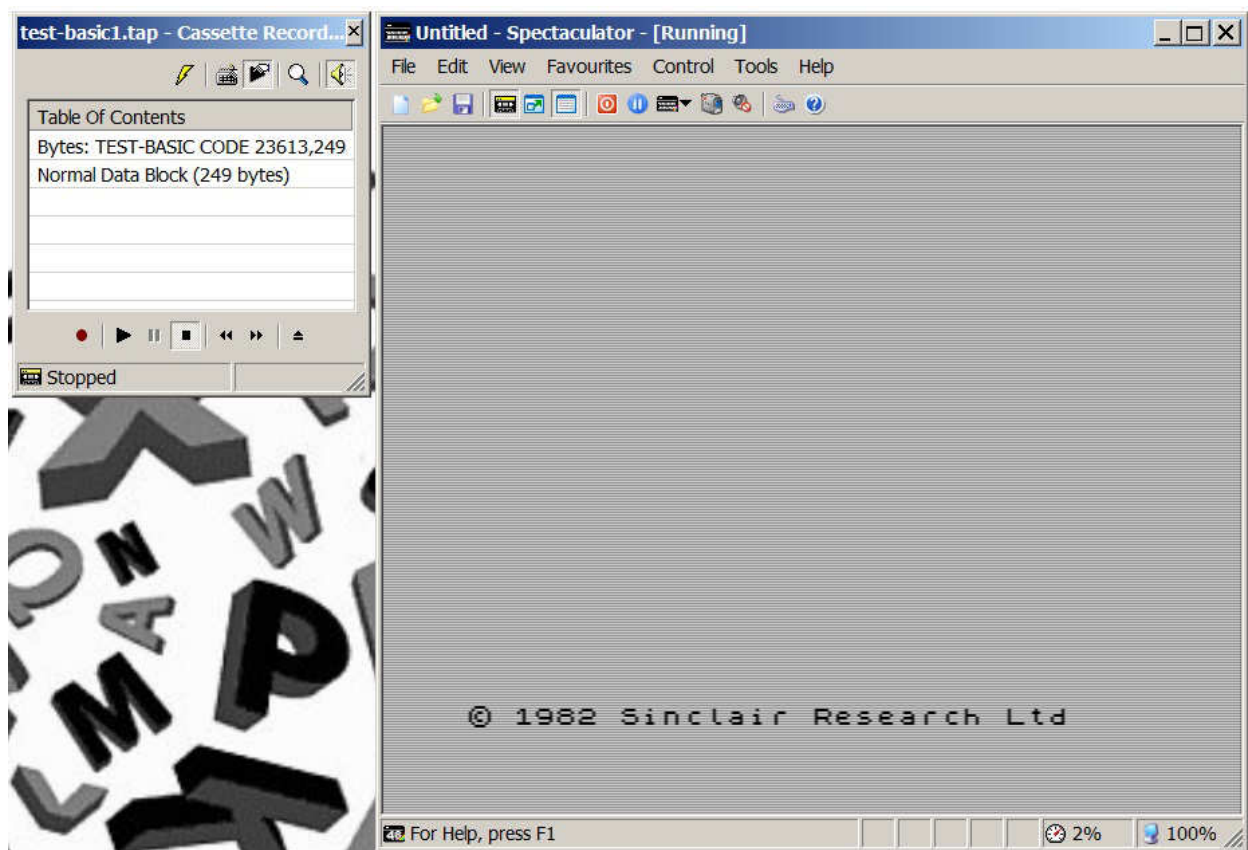 test-basic1.tap - Cassette Record...
Table Of Contents
Bytes: TEST-BASIC CODE 23613,249
Normal Data Block (249 bytes)
Stopped
Untitled - Spectaculator - [Running]
File Edit View Favourites Control Tools Help
© 1982 Sinclair Research Ltd
For Help, press F1
2%
100%
O
N
W
A
P
M
L